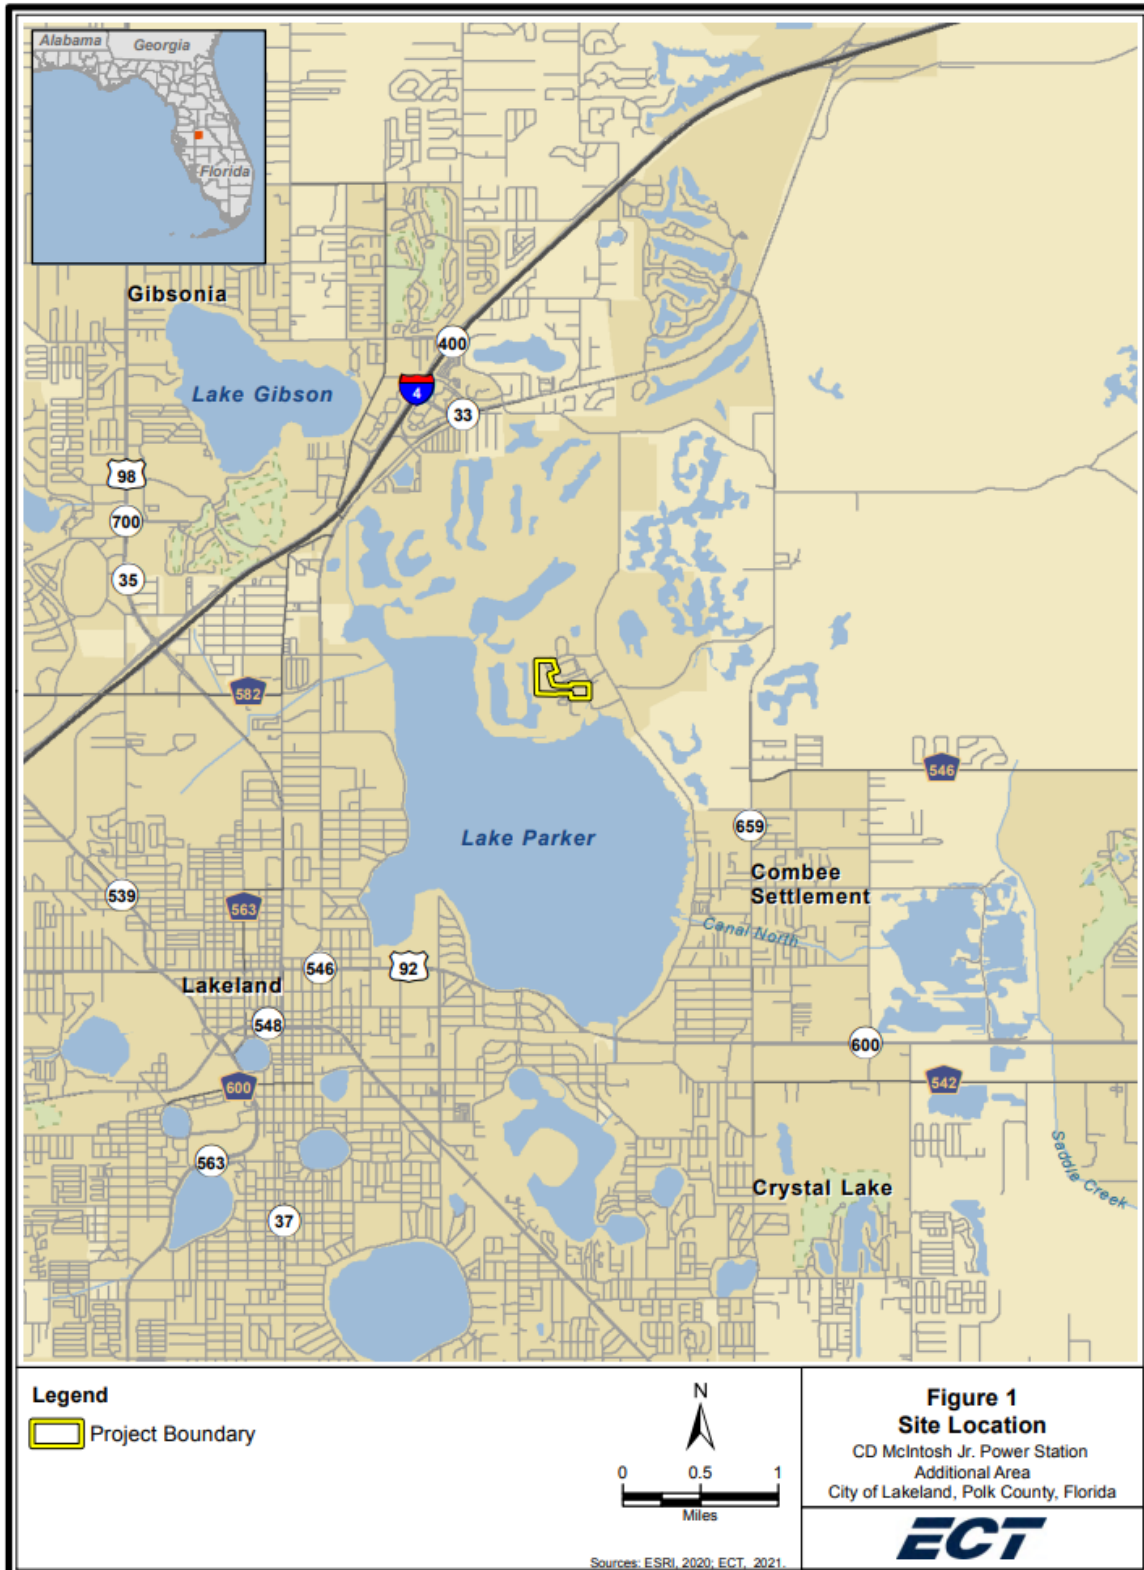 Alabama
Georgia
Florida
Gibsonia
Lake Gibson
400
4
33
98
700
35
582
546
Lake Parker
659
Combee
Settlement
539
563
Canal North
Lakeland
546
92
548
600
600
542
Saddle Creek
563
Crystal Lake
37
Legend
Project Boundary
N
0 0.5 1
Miles
Sources: ESRI, 2020; ECT, 2021.
Figure 1
Site Location
CD McIntosh Jr. Power Station
Additional Area
City of Lakeland, Polk County, Florida
ECT